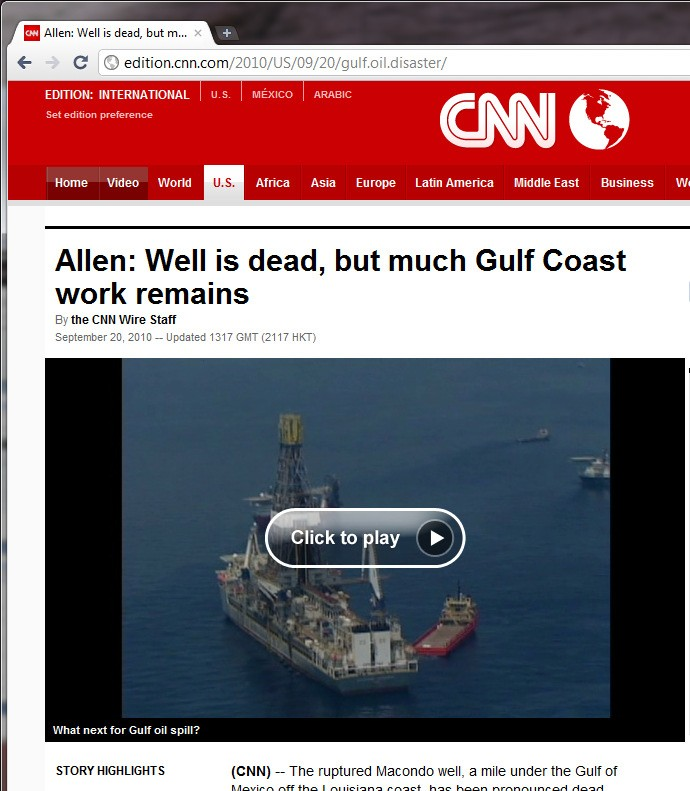 CNN Allen: Well is dead, but m...
edition.cnn.com/2010/US/09/20/gulf.oil.disaster/
EDITION: INTERNATIONAL U.S. MÉXICO ARABIC
Set edition preference
CNN
Home Video World U.S. Africa Asia Europe Latin America Middle East Business
Allen: Well is dead, but much Gulf Coast
work remains
By the CNN Wire Staff
September 20, 2010 -- Updated 1317 GMT (2117 HKT)
Click to play
What next for Gulf oil spill?
STORY HIGHLIGHTS
(CNN) -- The ruptured Macondo well, a mile under the Gulf of
Mexico off the Louisiana coast, has been pronounced dead